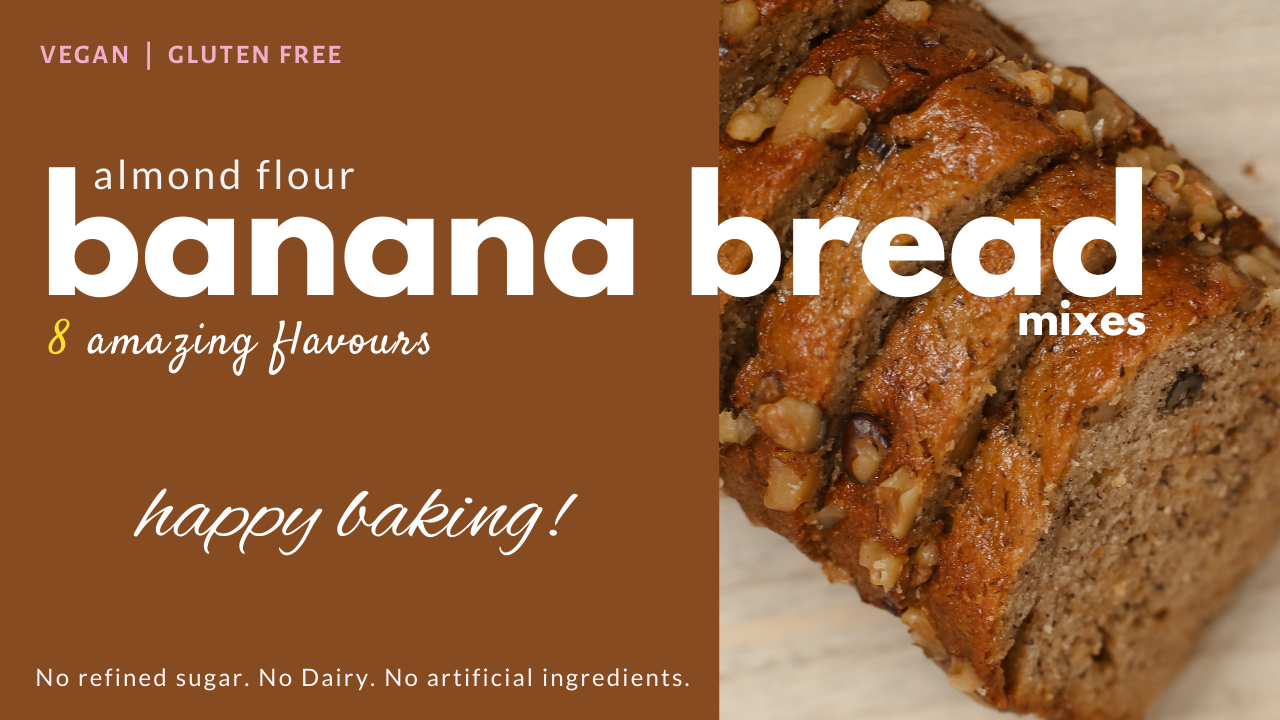 VEGAN | GLUTEN FREE
almond flour
banana bread
mixes
8 amazing flavours
happy baking!
No refined sugar. No Dairy. No artificial ingredients.